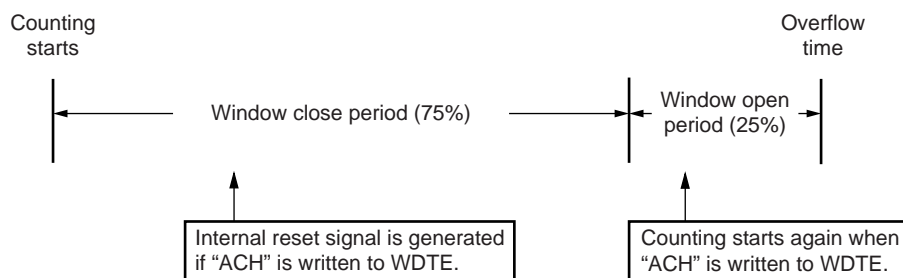 Counting
starts
Overflow
time
Window close period (75%)
Window open
period (25%)
Internal reset signal is generated
if “ACH” is written to WDTE.
Counting starts again when
“ACH” is written to WDTE.